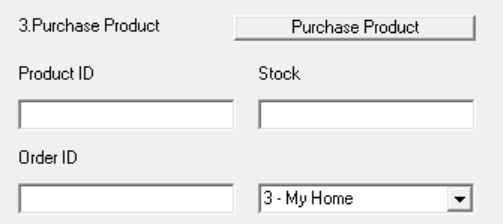 3.Purchase Product Purchase Product
Product ID Stock
Order ID
3 - My Home